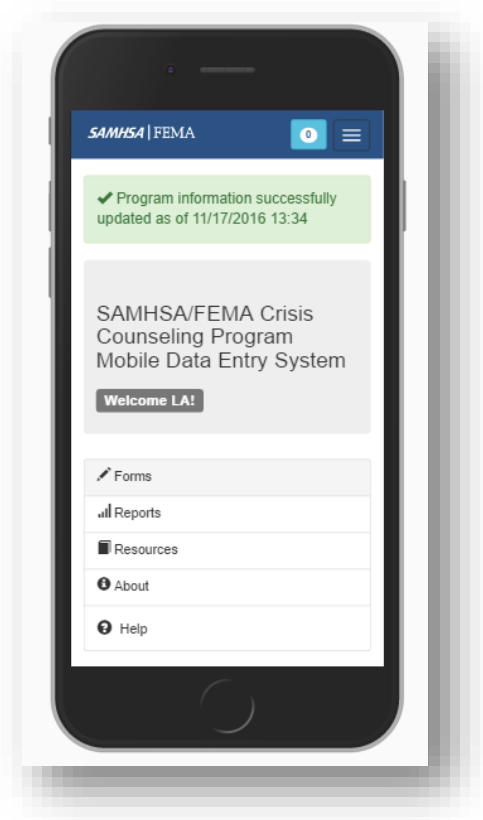 SAMHSA | FEMA
0
Program information successfully
updated as of 11/17/2016 13:34
SAMHSA/FEMA Crisis
Counseling Program
Mobile Data Entry System
Welcome LA!
Forms
Reports
Resources
About
Help